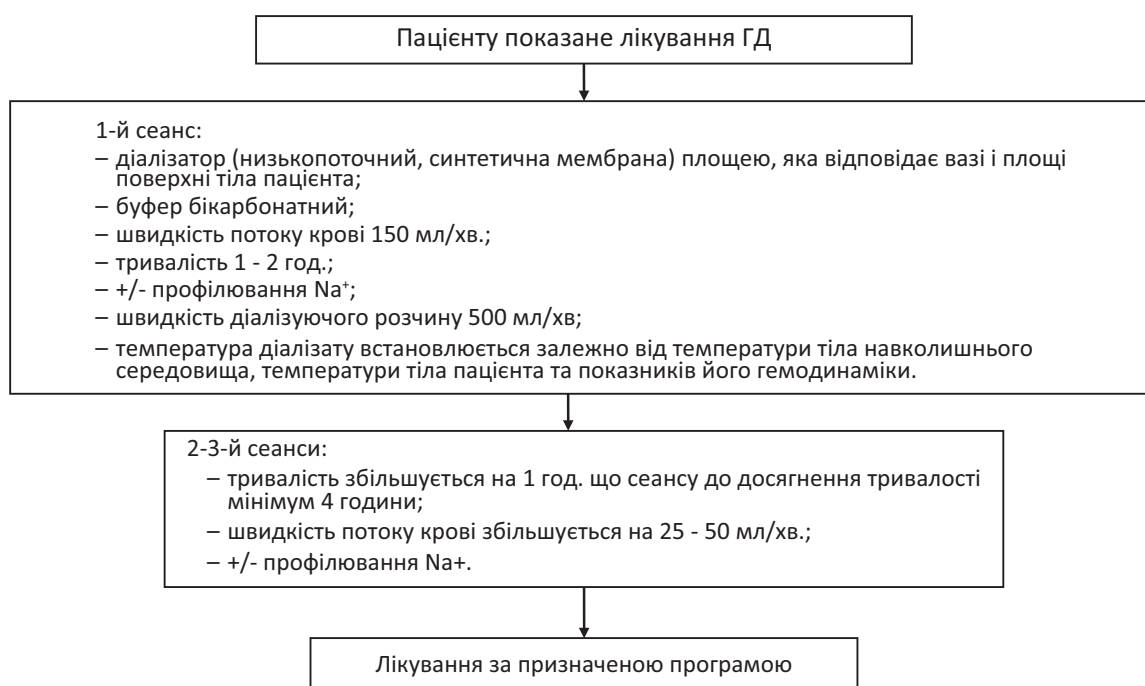 Пацієнту показане лікування ГД
1-й сеанс:
– діалізатор (низькопоточний, синтетична мембрана) площею, яка відповідає вазі і площі
поверхні тіла пацієнта;
– буфер бікарбонатний;
– швидкість потоку крові 150 мл/хв.;
– тривалість 1 - 2 год.;
– +/- профілювання Na⁺;
– швидкість діалізуючого розчину 500 мл/хв;
– температура діалізату встановлюється залежно від температури тіла навколишнього
середовища, температури тіла пацієнта та показників його гемодинаміки.
2-3-й сеанси:
– тривалість збільшується на 1 год. що сеансу до досягнення тривалості
мінімум 4 години;
– швидкість потоку крові збільшується на 25 - 50 мл/хв.;
– +/- профілювання Na+.
Лікування за призначеною програмою